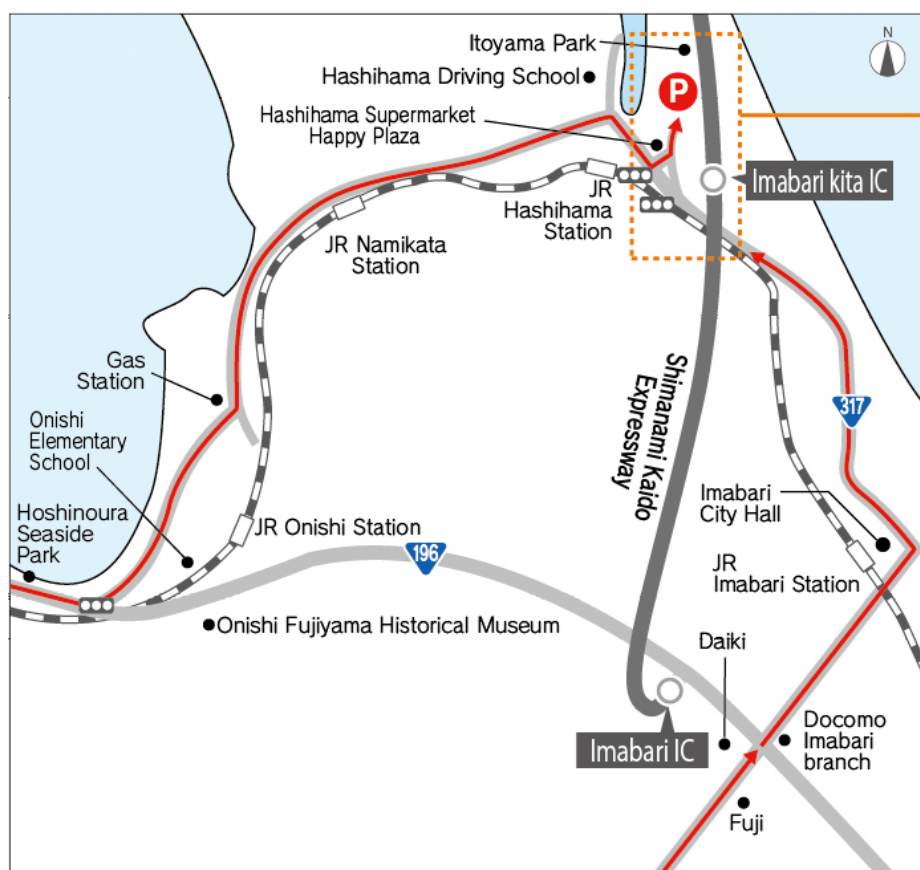 N
Itoyama Park
Hashihama Driving School
P
Hashihama Supermarket
Happy Plaza
Imabari kita IC
JR
Hashihama
Station
JR Namikata
Station
Gas
Station
Shimanami Kaido
Expressway
317
Onishi
Elementary
School
Imabari
City Hall
Hoshinoura
Seaside
Park
JR Onishi Station
196
JR
Imabari Station
Onishi Fujiyama Historical Museum
Daiki
Imabari IC
Docomo
Imabari
branch
Fuji